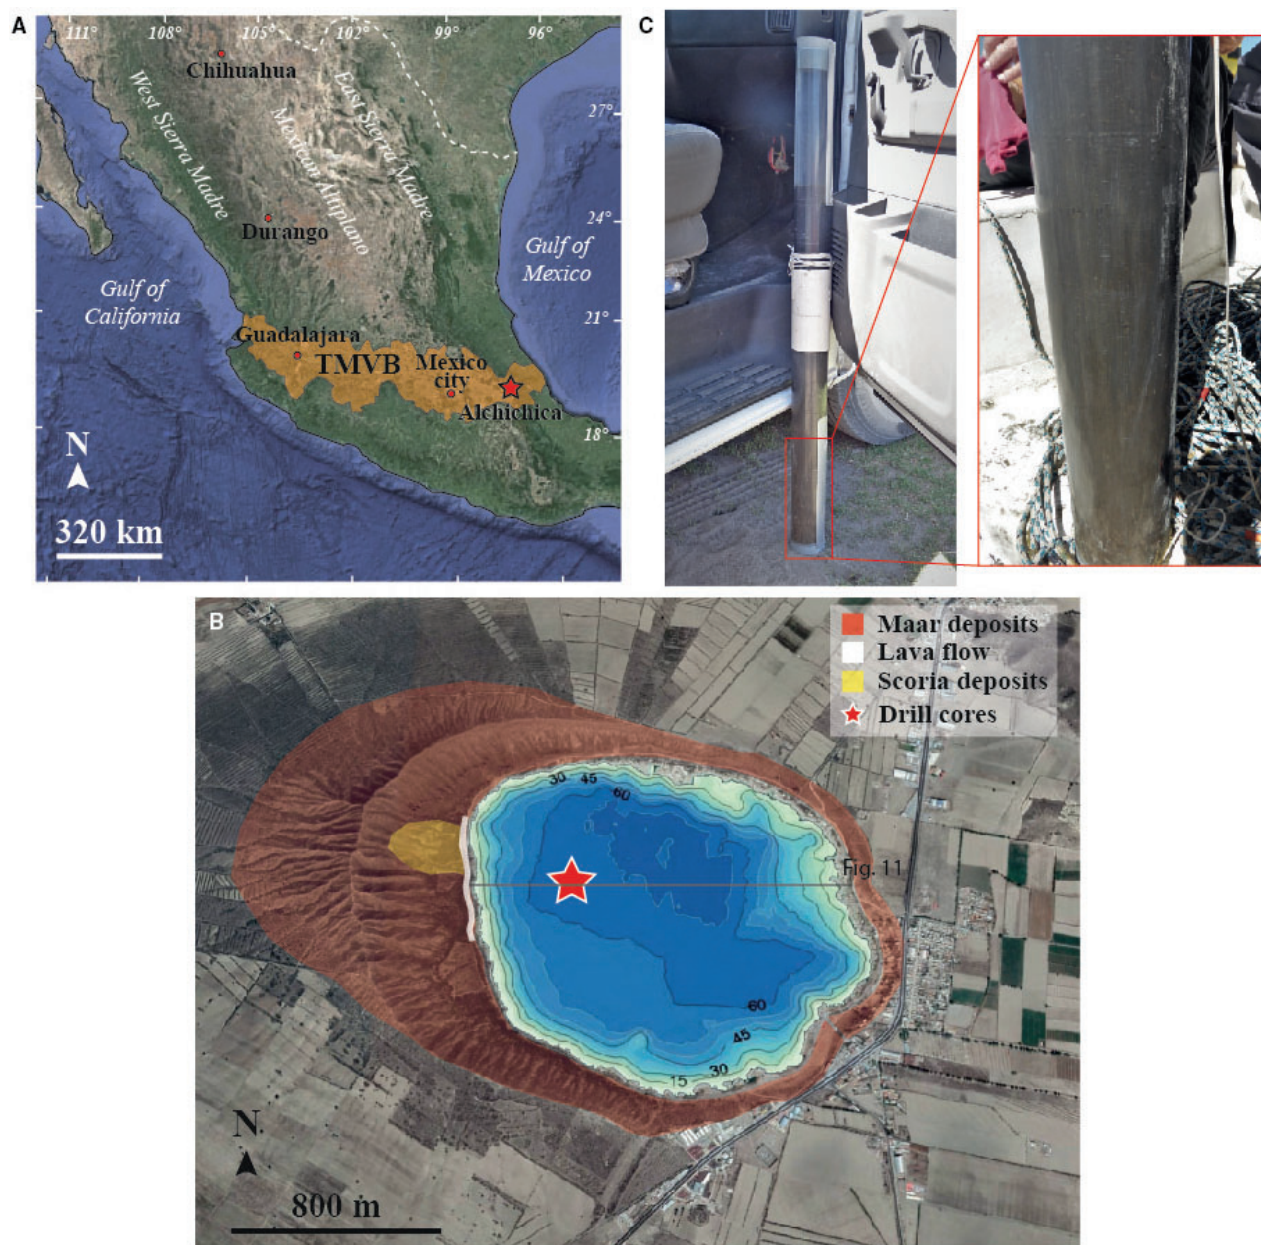 A
111°
108°
105°
102°
99°
96°
Chihuahua
West Sierra Madre
Mexican Altiplano
East Sierra Madre
27°
Durango
24°
Gulf of
Mexico
Gulf of
California
21°
Guadalajara
TMVB
Mexico
city
Alchichica
18°
N
320 km
C
B
Maar deposits
Lava flow
Scoria deposits
Drill cores
30
45
60
Fig. 11
60
45
30
15
N
800 m